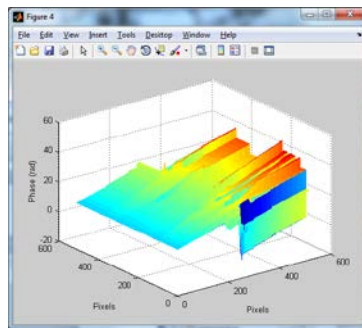 Figure 4
File Edit View Insert Tools Desktop Window Help
60
40
20
0
-20
Phase (rad)
600
400
200
0
Pixels
0
200
400
600
Pixels